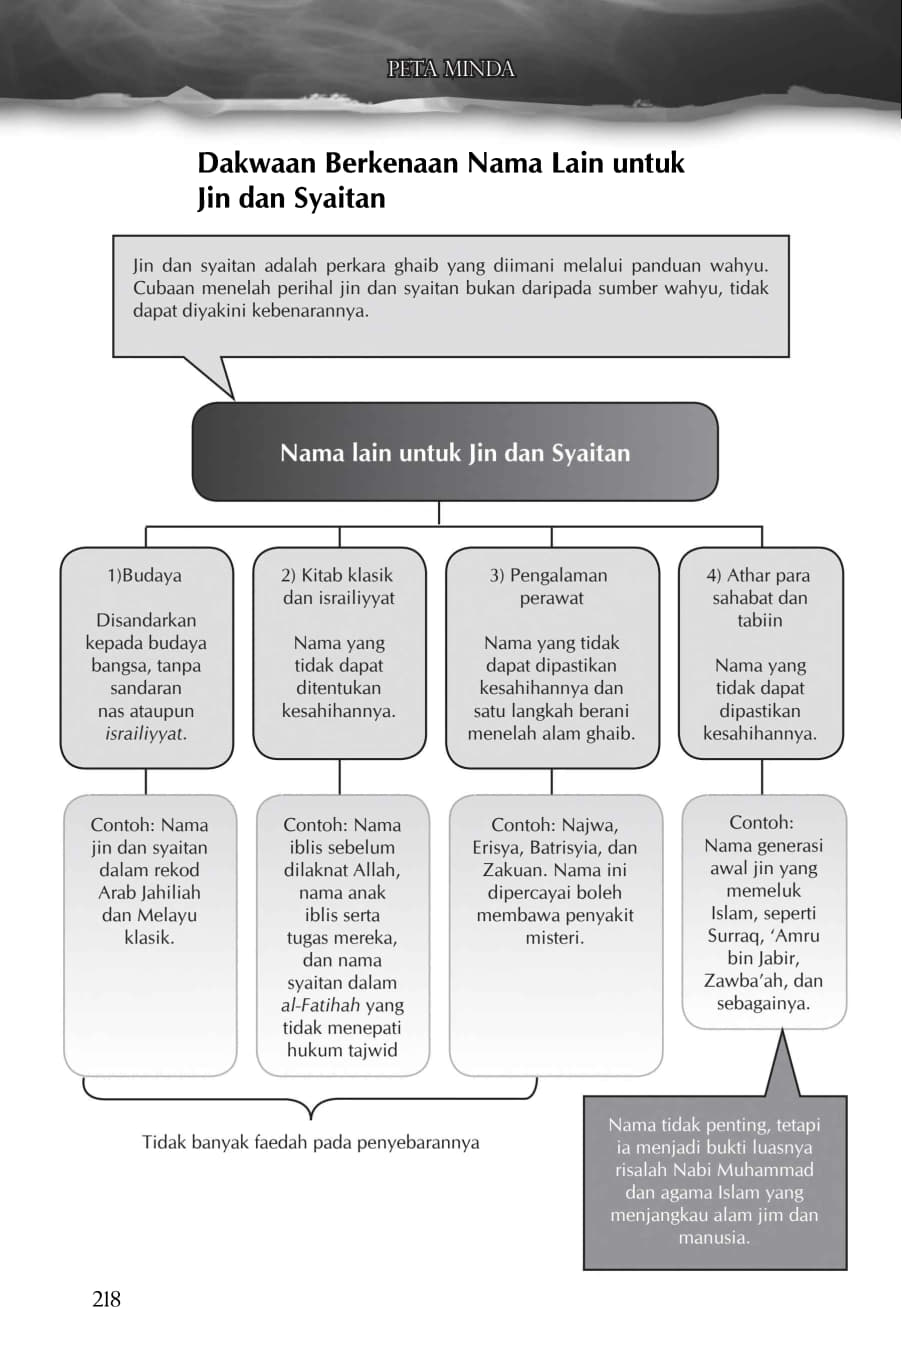 PETA MINDA
Dakwaan Berkenaan Nama Lain untuk
Jin dan Syaitan
Jin dan syaitan adalah perkara ghaib yang diimani melalui panduan wahyu.
Cubaan menelah perihal jin dan syaitan bukan daripada sumber wahyu, tidak
dapat diyakini kebenarannya.
Nama lain untuk Jin dan Syaitan
1)Budaya
Disandarkan
kepada budaya
bangsa, tanpa
sandaran
nas ataupun
israiliyyat.
2) Kitab klasik
dan israiliyyat
Nama yang
tidak dapat
ditentukan
kesahihannya.
3) Pengalaman
perawat
Nama yang tidak
dapat dipastikan
kesahihannya dan
satu langkah berani
menelah alam ghaib.
4) Athar para
sahabat dan
tabiin
Nama yang
tidak dapat
dipastikan
kesahihannya.
Contoh: Nama
jin dan syaitan
dalam rekod
Arab Jahiliah
dan Melayu
klasik.
Contoh: Nama
iblis sebelum
dilaknat Allah,
nama anak
iblis serta
tugas mereka,
dan nama
syaitan dalam
al-Fatihah yang
tidak menepati
hukum tajwid
Contoh: Najwa,
Erisya, Batrisyia, dan
Zakuan. Nama ini
dipercayai boleh
membawa penyakit
misteri.
Contoh:
Nama generasi
awal jin yang
memeluk
Islam, seperti
Surraq, ‘Amru
bin Jabir,
Zawba’ah, dan
sebagainya.
Tidak banyak faedah pada penyebarannya
Nama tidak penting, tetapi
ia menjadi bukti luasnya
risalah Nabi Muhammad
dan agama Islam yang
menjangkau alam jim dan
manusia.
218